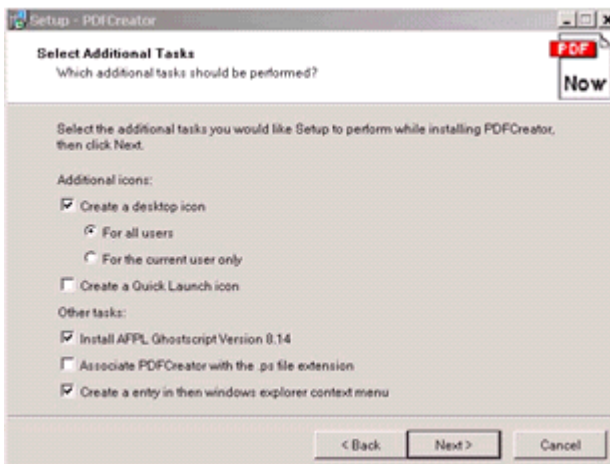 Setup - PDFCreator
Select Additional Tasks
Which additional tasks should be performed?
PDF
Now
Select the additional tasks you would like Setup to perform while installing PDFCreator,
then click Next.
Additional icons:
Create a desktop icon
For all users
For the current user only
Create a Quick Launch icon
Other tasks:
Install AFPL Ghostscript Version 8.14
Associate PDFCreator with the .ps file extension
Create a entry in then windows explorer context menu
< Back
Next >
Cancel